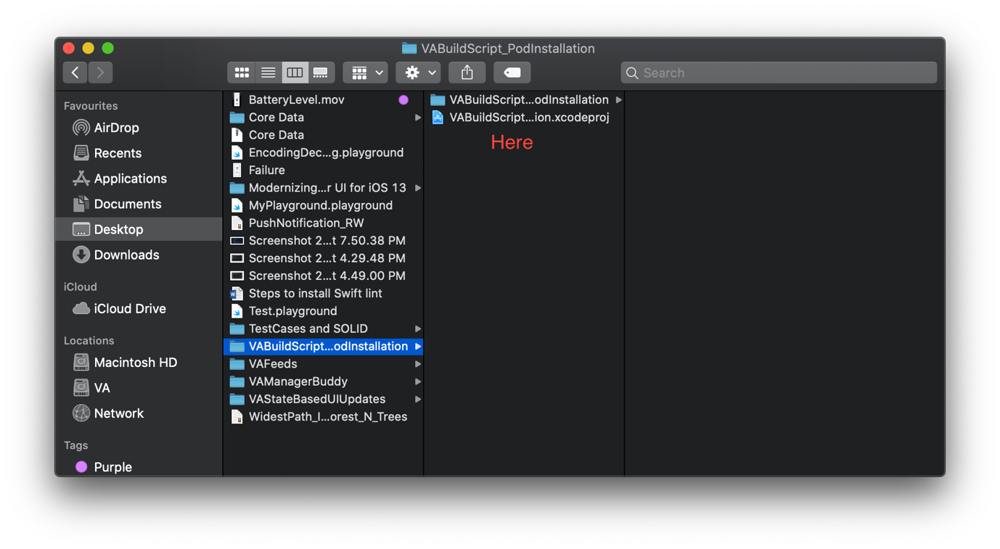 VABuildScript_PodInstallation
Search
Favourites
AirDrop
Recents
Applications
Documents
Desktop
Downloads
iCloud
iCloud Drive
Locations
Macintosh HD
VA
Network
Tags
Purple
BatteryLevel.mov
Core Data
Core Data
EncodingDec...g.playground
Failure
Modernizing...r UI for iOS 13
MyPlayground.playground
PushNotification_RW
Screenshot 2...t 7.50.38 PM
Screenshot 2...t 4.29.48 PM
Screenshot 2...t 4.49.00 PM
Steps to install Swift lint
Test.playground
TestCases and SOLID
VABuildScript...odInstallation
VAFeeds
VAManagerBuddy
VAStateBasedUIUpdates
WidestPath_I...orest_N_Trees
VABuildScript...odInstallation
VABuildScript...ion.xcodeproj
Here